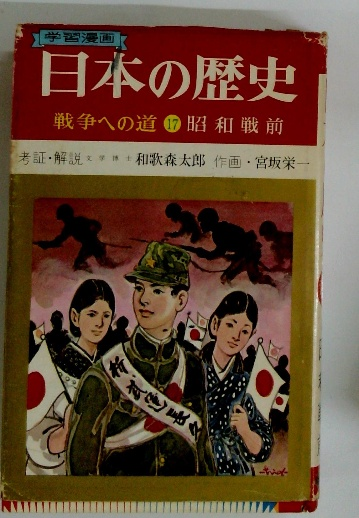 学習漫画
日本の歴史
戦争への道 17 昭和戦前
考証・解説 文学博士 和歌森太郎 作画・宮坂栄一